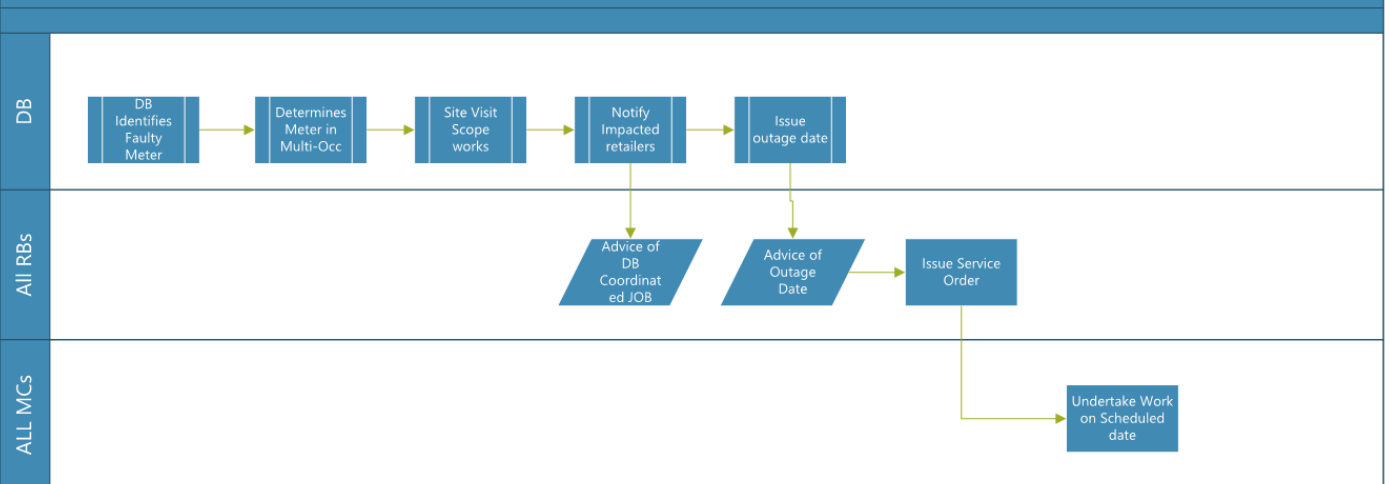 DB
DB
Identifies
Faulty
Meter
Determines
Meter in
Multi-Occ
Site Visit
Scope
works
Notify
Impacted
retailers
Issue
outage date
All RBs
Advice of
DB
Coordinat
ed JOB
Advice of
Outage
Date
Issue Service
Order
ALL MCs
Undertake Work
on Scheduled
date